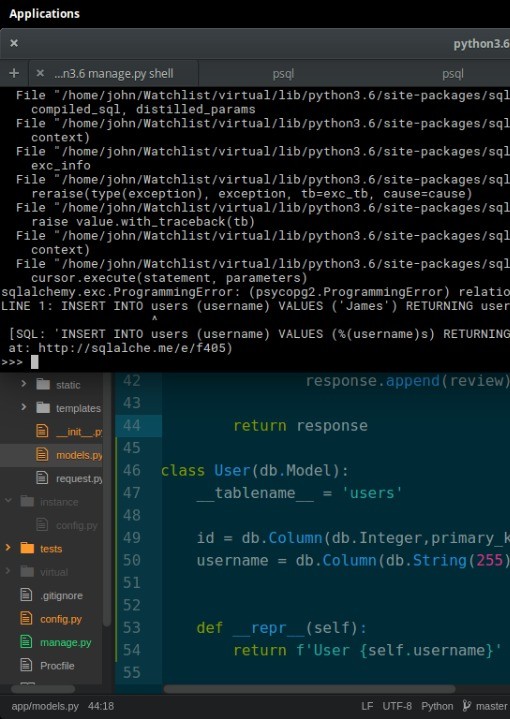 Applications
× python3.6
+ × ...n3.6 manage.py shell psql psql
File "/home/john/Watchlist/virtual/lib/python3.6/site-packages/sql
compiled_sql, distilled_params
File "/home/john/Watchlist/virtual/lib/python3.6/site-packages/sql
context)
File "/home/john/Watchlist/virtual/lib/python3.6/site-packages/sql
exc_info
File "/home/john/Watchlist/virtual/lib/python3.6/site-packages/sql
reraise(type(exception), exception, tb=exc_tb, cause=cause)
File "/home/john/Watchlist/virtual/lib/python3.6/site-packages/sql
raise value.with_traceback(tb)
File "/home/john/Watchlist/virtual/lib/python3.6/site-packages/sql
context)
File "/home/john/Watchlist/virtual/lib/python3.6/site-packages/sql
cursor.execute(statement, parameters)
sqlalchemy.exc.ProgrammingError: (psycopg2.ProgrammingError) relatio
LINE 1: INSERT INTO users (username) VALUES ('James') RETURNING user
^
[SQL: 'INSERT INTO users (username) VALUES (%(username)s) RETURNING
at: http://sqlalche.me/e/f405)
>>>
static
templates
__init__.py
models.py
request.py
instance
config.py
tests
virtual
.gitignore
config.py
manage.py
Procfile
42 response.append(review)
43
44 return response
45
46 class User(db.Model):
47 __tablename__ = 'users'
48
49 id = db.Column(db.Integer,primary_k
50 username = db.Column(db.String(255)
51
52
53 def __repr__(self):
54 return f'User {self.username}'
55
app/models.py 44:18 LF UTF-8 Python master